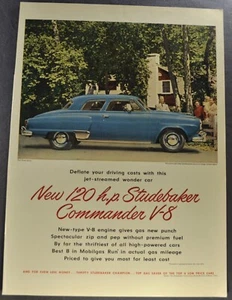 Deflate your driving costs with this
jet-streamed wonder car
New 120 h.p. Studebaker
Commander V-8
New-type V-8 engine gives gas new punch
Spectacular zip and pep without premium fuel
By far the thriftiest of all high-powered cars
Best 8 in Mobilgas Run! in actual gas mileage
Priced to give you most for least cost